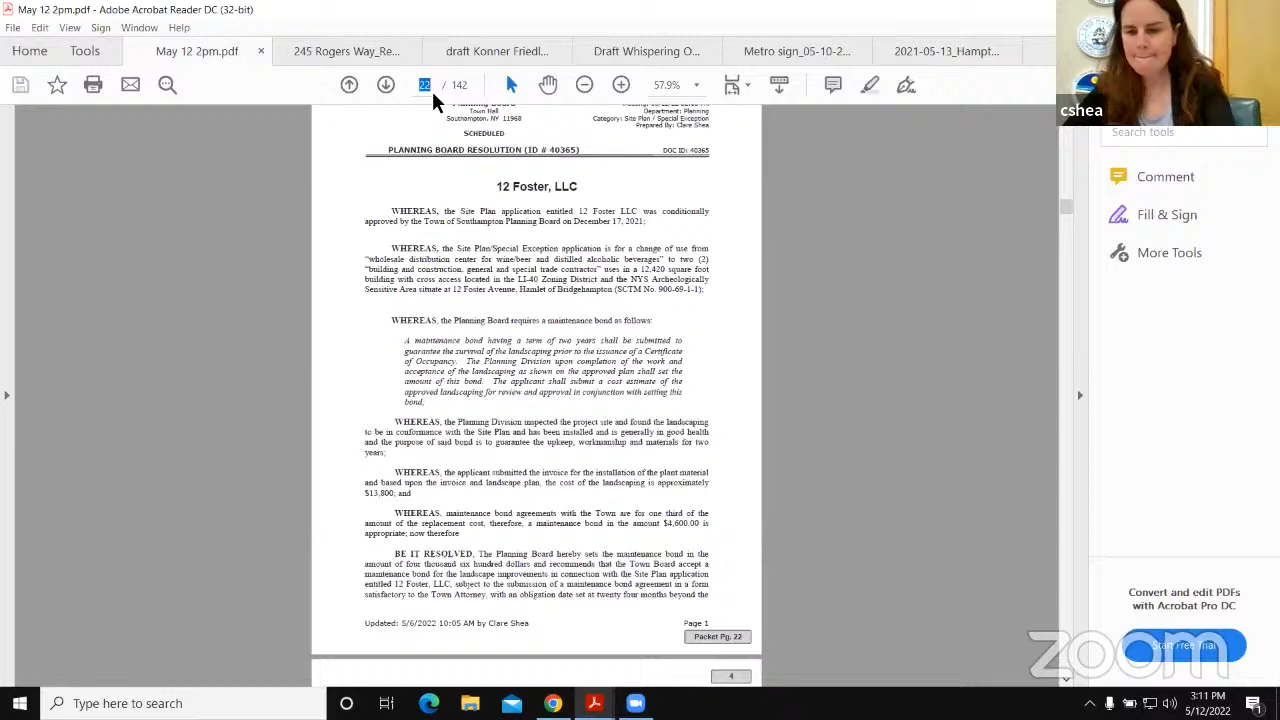 May 12 2pm.pdf - Adobe Acrobat Reader DC (32-bit)
File Edit View Sign Window Help
Home Tools May 12 2pm.pdf × 245 Rogers Way_Re... draft Konner Friedl... Draft Whispering O... Metro sign_05-10-2... 2021-05-13_Hampt...
22 / 142 57.9%
cshea
Town Hall
Southampton, NY 11968
Department: Planning
Category: Site Plan / Special Exception
Prepared By: Clare Shea
SCHEDULED
PLANNING BOARD RESOLUTION (ID # 40365) DOC ID: 40365
12 Foster, LLC
WHEREAS, the Site Plan application entitled 12 Foster LLC was conditionally
approved by the Town of Southampton Planning Board on December 17, 2021;
WHEREAS, the Site Plan/Special Exception application is for a change of use from
“wholesale distribution center for wine/beer and distilled alcoholic beverages” to two (2)
“building and construction, general and special trade contractor” uses in a 12,420 square foot
building with cross access located in the LI-40 Zoning District and the NYS Archeologically
Sensitive Area situate at 12 Foster Avenue, Hamlet of Bridgehampton (SCTM No. 900-69-1-1);
WHEREAS, the Planning Board requires a maintenance bond as follows:
A maintenance bond having a term of two years shall be submitted to
guarantee the survival of the landscaping prior to the issuance of a Certificate
of Occupancy. The Planning Division upon completion of the work and
acceptance of the landscaping as shown on the approved plan shall set the
amount of this bond. The applicant shall submit a cost estimate of the
approved landscaping for review and approval in conjunction with setting this
bond;
WHEREAS, the Planning Division inspected the project site and found the landscaping
to be in conformance with the Site Plan and has been installed and is generally in good health
and the purpose of said bond is to guarantee the upkeep, workmanship and materials for two
years;
WHEREAS, the applicant submitted the invoice for the installation of the plant material
and based upon the invoice and landscape plan, the cost of the landscaping is approximately
$13,800; and
WHEREAS, maintenance bond agreements with the Town are for one third of the
amount of the replacement cost, therefore, a maintenance bond in the amount $4,600.00 is
appropriate; now therefore
BE IT RESOLVED, The Planning Board hereby sets the maintenance bond in the
amount of four thousand six hundred dollars and recommends that the Town Board accept a
maintenance bond for the landscape improvements in connection with the Site Plan application
entitled 12 Foster, LLC, subject to the submission of a maintenance bond agreement in a form
satisfactory to the Town Attorney, with an obligation date set at twenty four months beyond the
Updated: 5/6/2022 10:05 AM by Clare Shea Page 1
Packet Pg. 22
4
Search tools
Comment
Fill & Sign
More Tools
Convert and edit PDFs
with Acrobat Pro DC
Start Free Trial
zoom
Type here to search
3:11 PM
5/12/2022
1